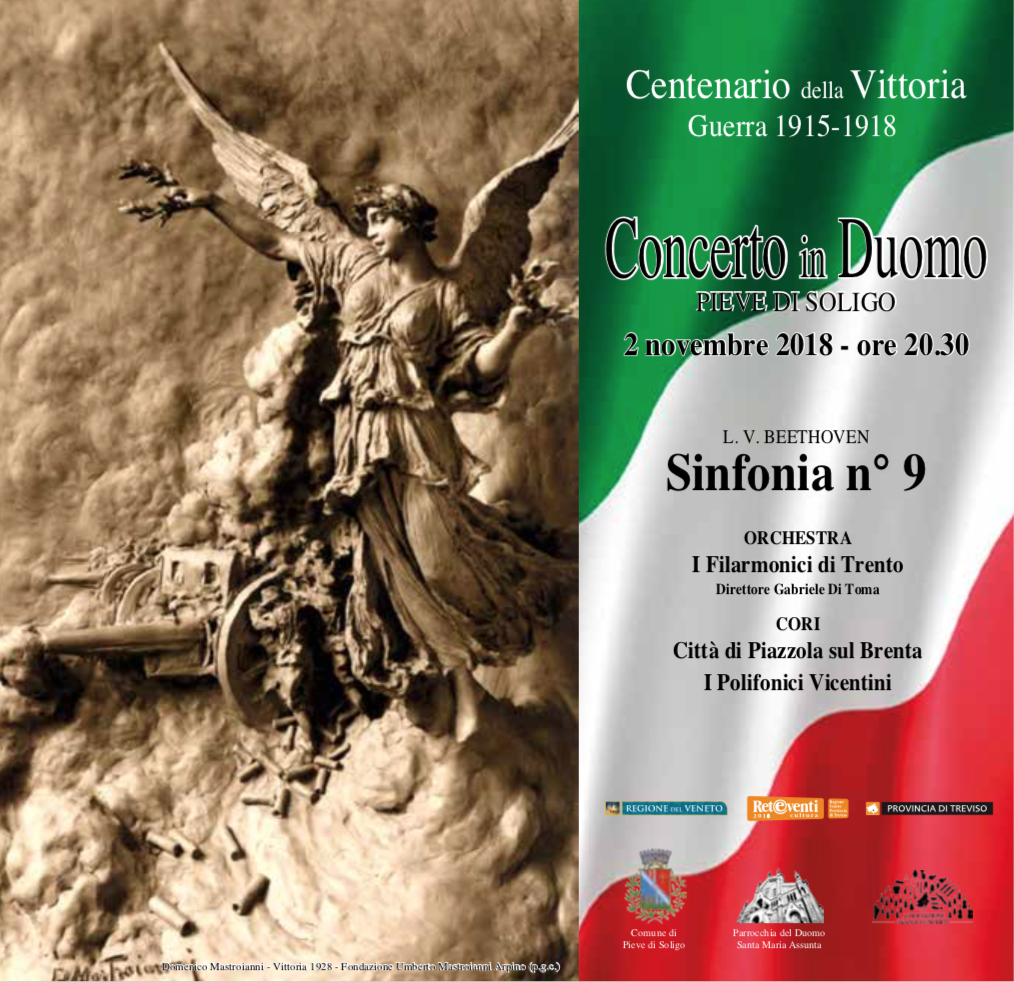 Centenario della Vittoria
Guerra 1915-1918
Concerto in Duomo
PIEVE DI SOLIGO
2 novembre 2018 - ore 20.30
L. V. BEETHOVEN
Sinfonia n° 9
ORCHESTRA
I Filarmonici di Trento
Direttore Gabriele Di Toma
CORI
Città di Piazzola sul Brenta
I Polifonici Vicentini
REGIONE DEL VENETO
Reteventi
2018 cultura
PROVINCIA DI TREVISO
Comune di
Pieve di Soligo
Parrocchia del Duomo
Santa Maria Assunta
Domenico Mastroianni - Vittoria 1928 - Fondazione Umberto Mastroianni Arpino (p.g.c.)